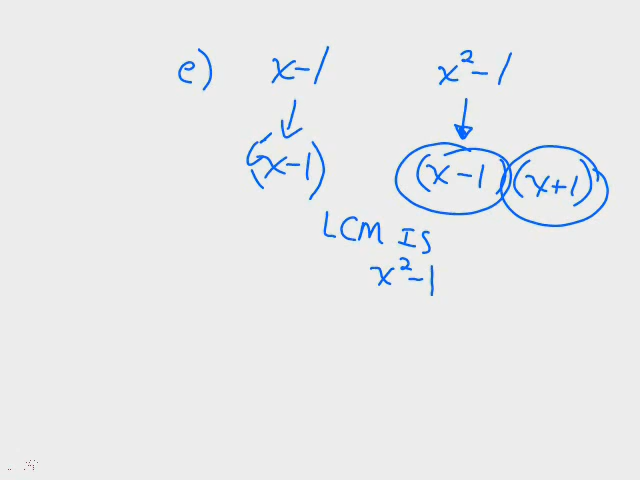 e) x-1 x²-1
(x-1) (x-1)(x+1)
LCM IS
x²-1